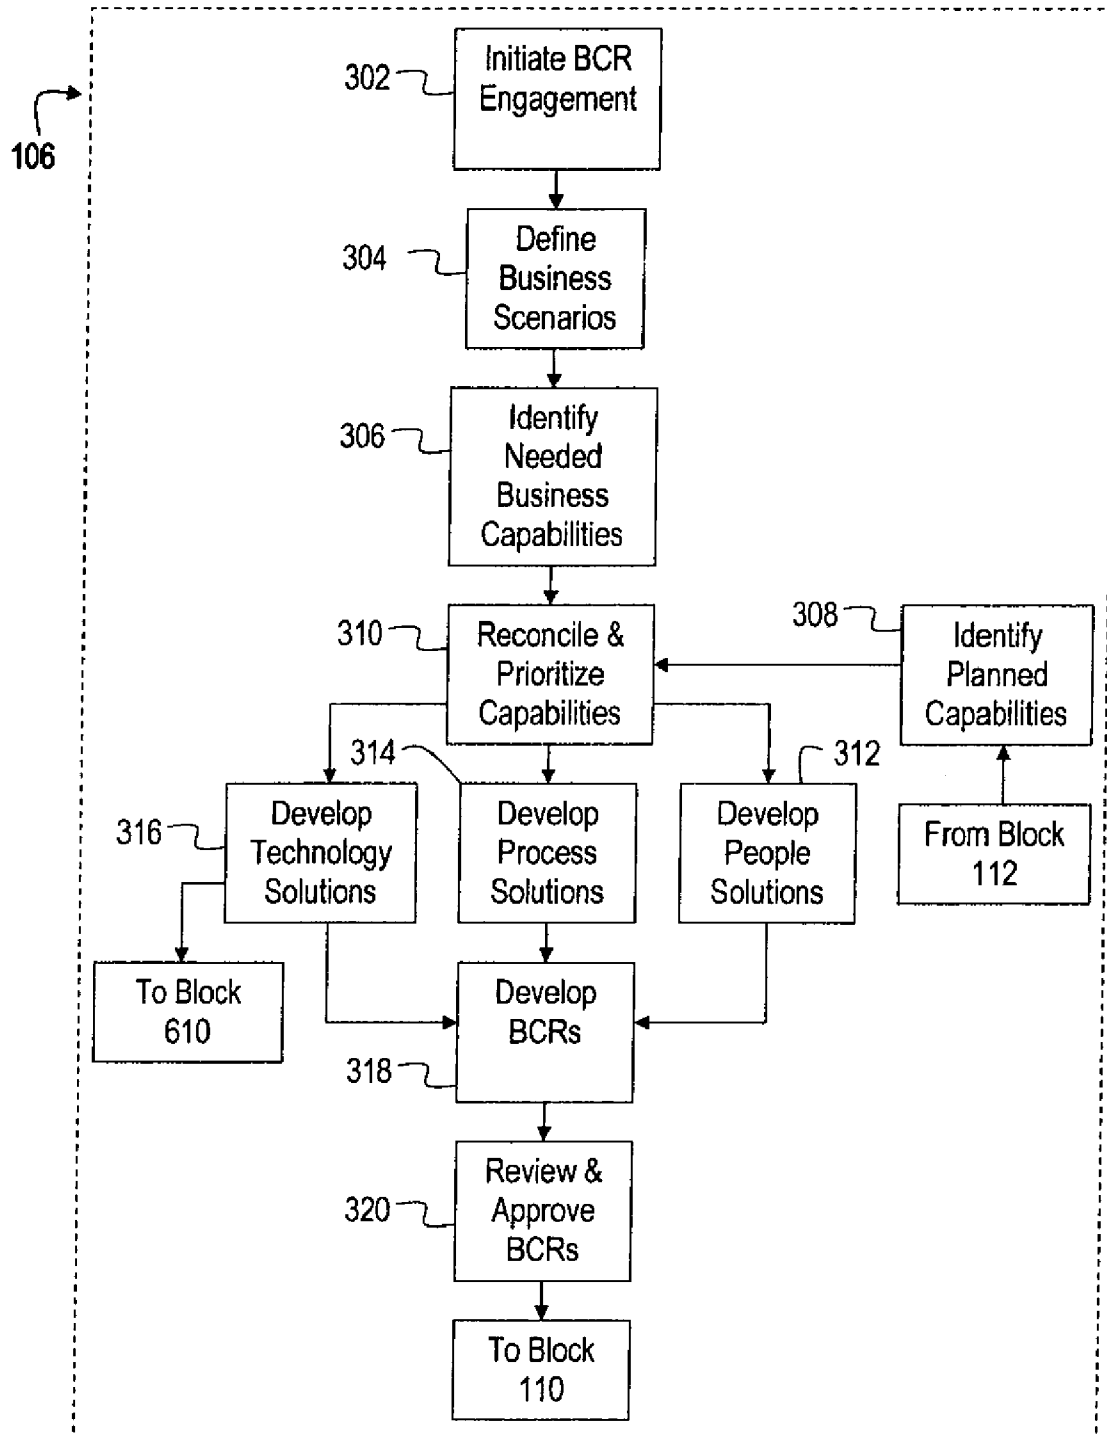 302
Initiate BCR
Engagement
106
304
Define
Business
Scenarios
306
Identify
Needed
Business
Capabilities
310
Reconcile &
Prioritize
Capabilities
308
Identify
Planned
Capabilities
314
312
316
Develop
Technology
Solutions
Develop
Process
Solutions
Develop
People
Solutions
From Block
112
To Block
610
Develop
BCRs
318
320
Review &
Approve
BCRs
To Block
110